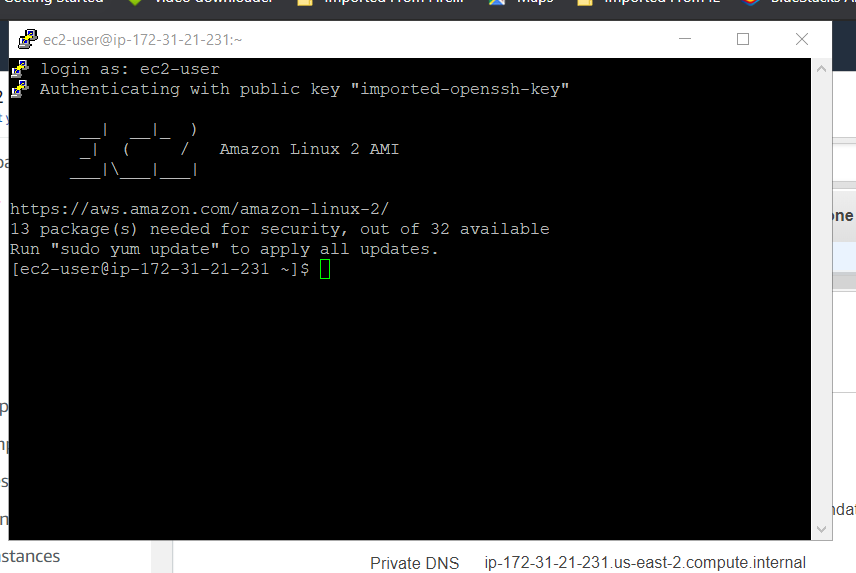 Getting Started Video downloader Imported From Maps Imported From BlueStacks
ec2-user@ip-172-31-21-231:~
login as: ec2-user
Authenticating with public key "imported-openssh-key"
__| __|_ )
_| ( / Amazon Linux 2 AMI
___|\___|___|
https://aws.amazon.com/amazon-linux-2/
13 package(s) needed for security, out of 32 available
Run "sudo yum update" to apply all updates.
[ec2-user@ip-172-31-21-231 ~]$
Private DNS ip-172-31-21-231.us-east-2.compute.internal